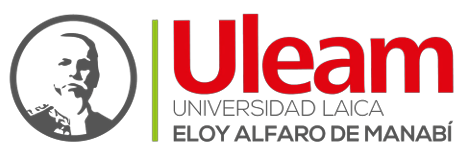 Uleam
UNIVERSIDAD LAICA
ELOY ALFARO DE MANABÍ